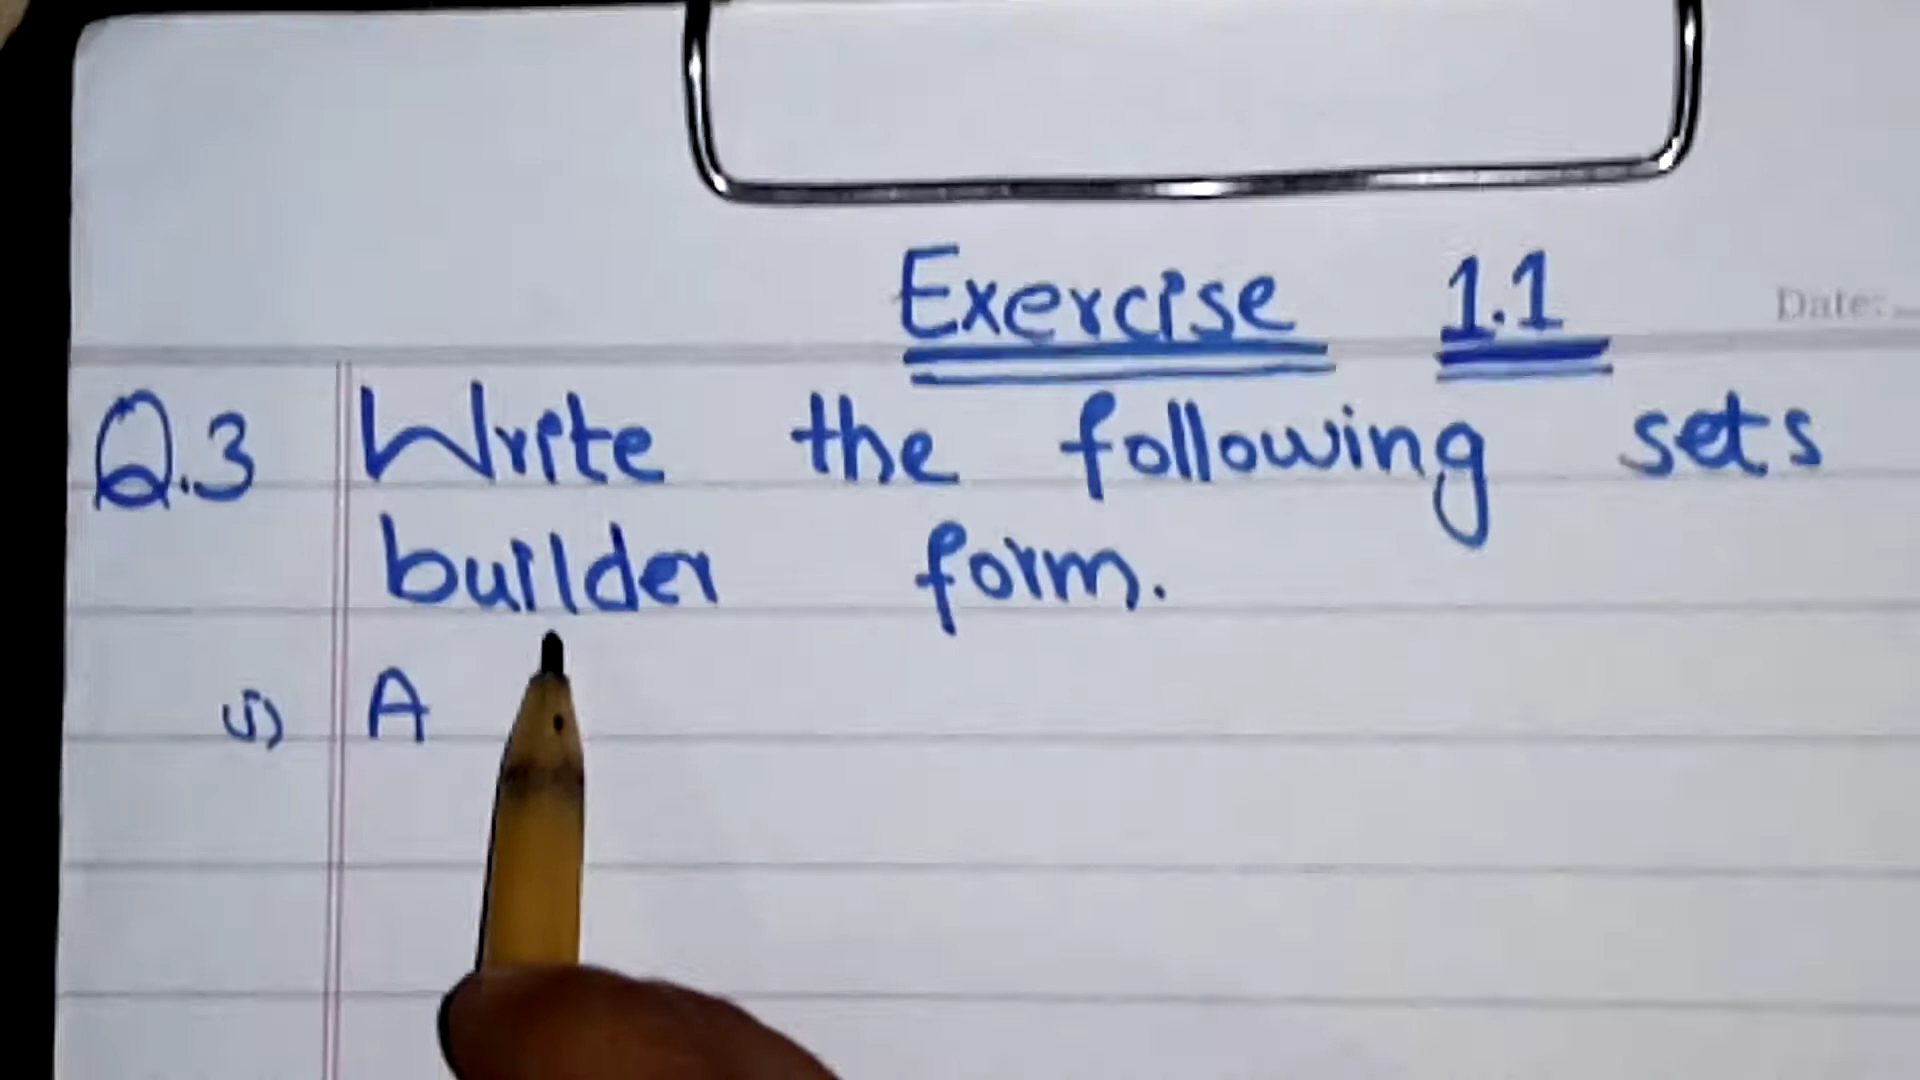 Exercise 1.1
Date:
Q.3 Write the following sets
builder form.
i) A